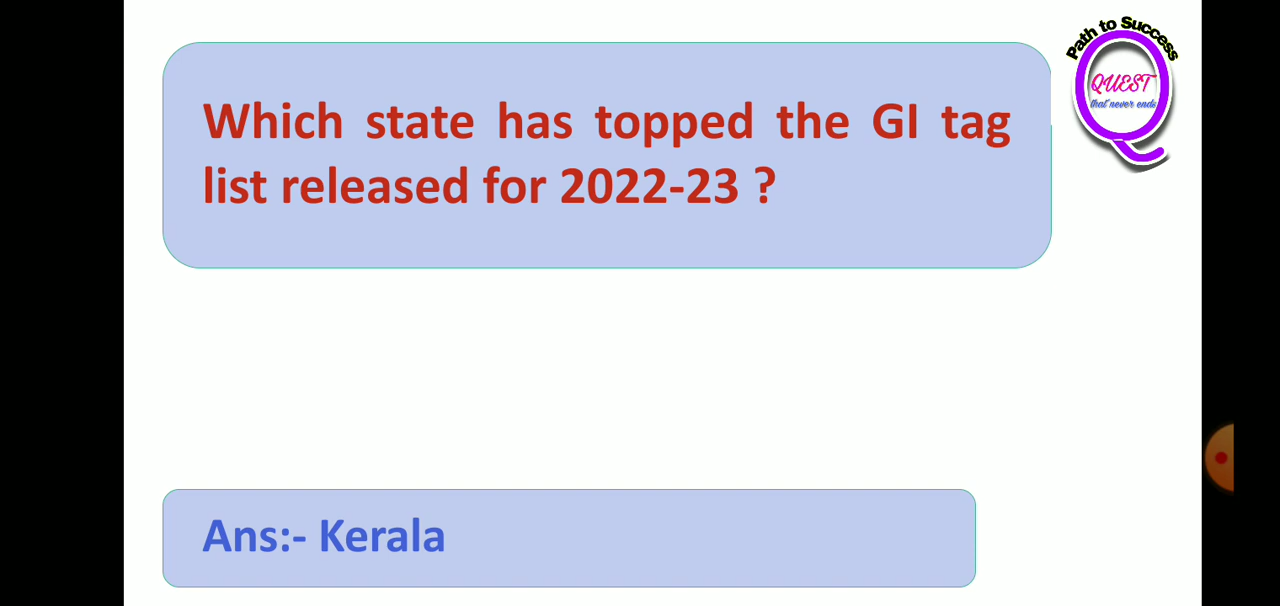 Path to Success
QUEST
that never ends
Which state has topped the GI tag
list released for 2022-23 ?
Ans:- Kerala